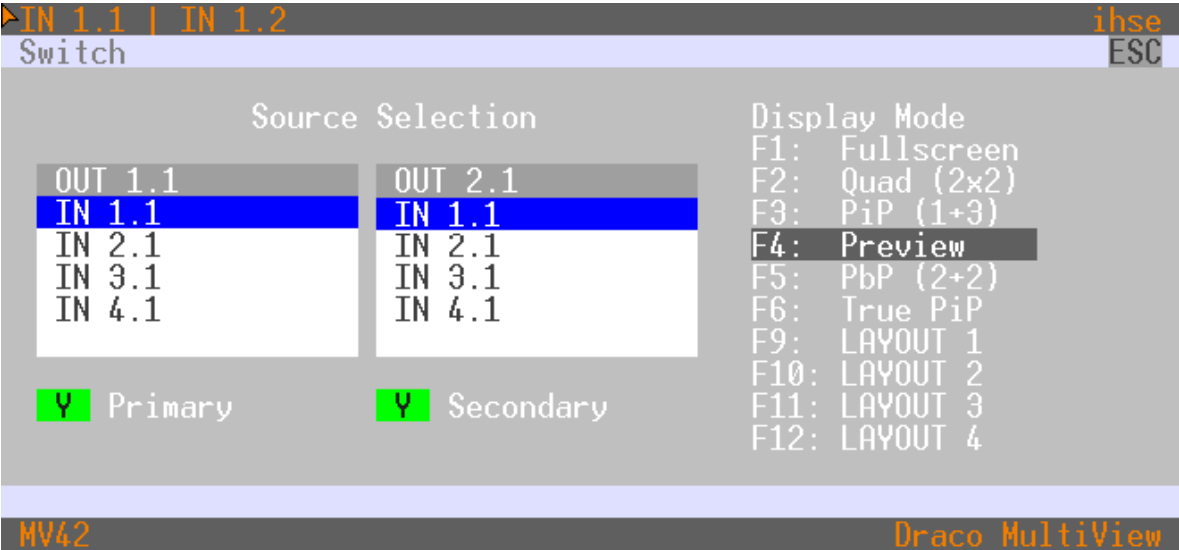 IN 1.1 | IN 1.2 ihse
Switch ESC
Source Selection
OUT 1.1
IN 1.1
IN 2.1
IN 3.1
IN 4.1
Y Primary
OUT 2.1
IN 1.1
IN 2.1
IN 3.1
IN 4.1
Y Secondary
Display Mode
F1: Fullscreen
F2: Quad (2x2)
F3: PiP (1+3)
F4: Preview
F5: PbP (2+2)
F6: True PiP
F9: LAYOUT 1
F10: LAYOUT 2
F11: LAYOUT 3
F12: LAYOUT 4
MV42 Draco MultiView